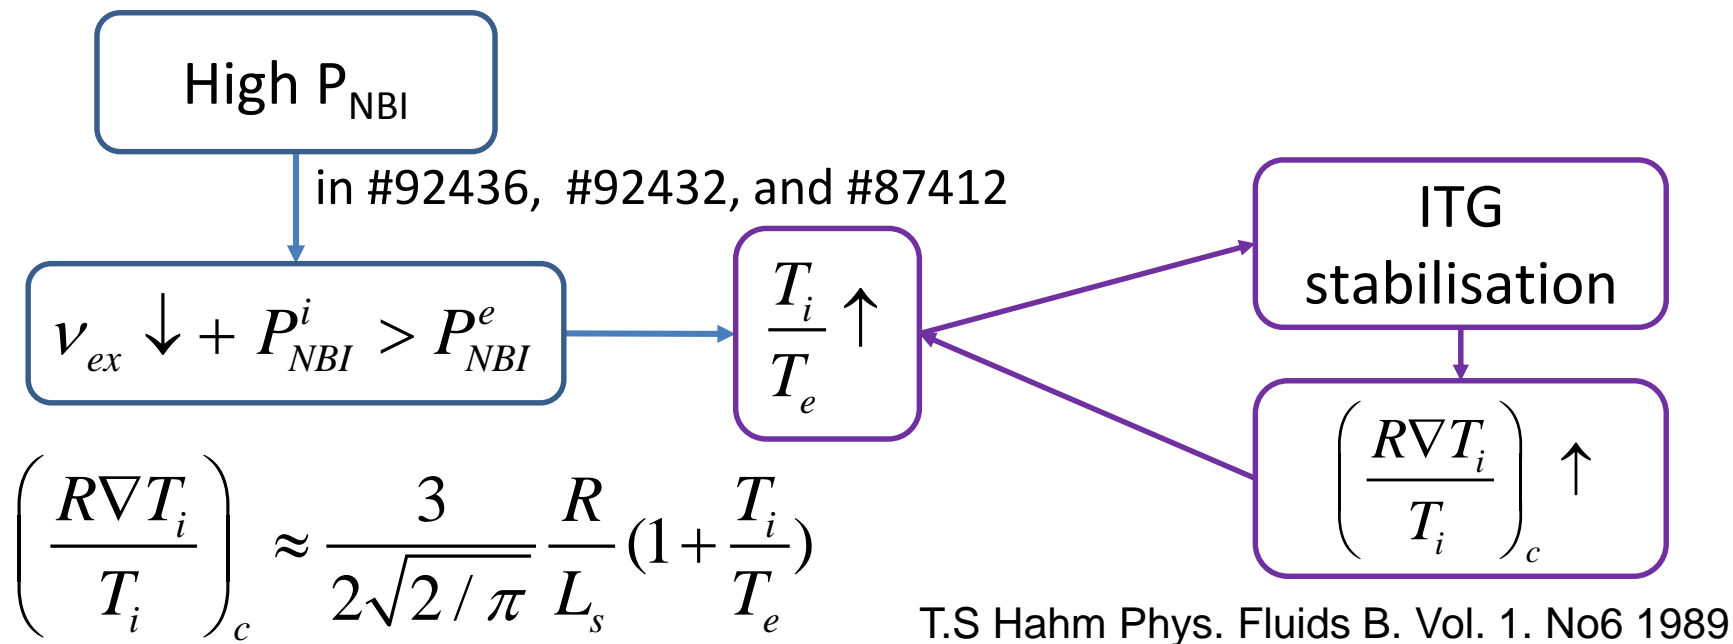 High P_NBI
in #92436,  #92432, and #87412
ν_ex ↓ + P^i_NBI > P^e_NBI
T_i / T_e ↑
ITG
stabilisation
(R∇T_i / T_i)_c ↑
(R∇T_i / T_i)_c ≈ 3 / (2√(2 / π)) R / L_s (1 + T_i / T_e)
T.S Hahm Phys. Fluids B. Vol. 1. No6 1989